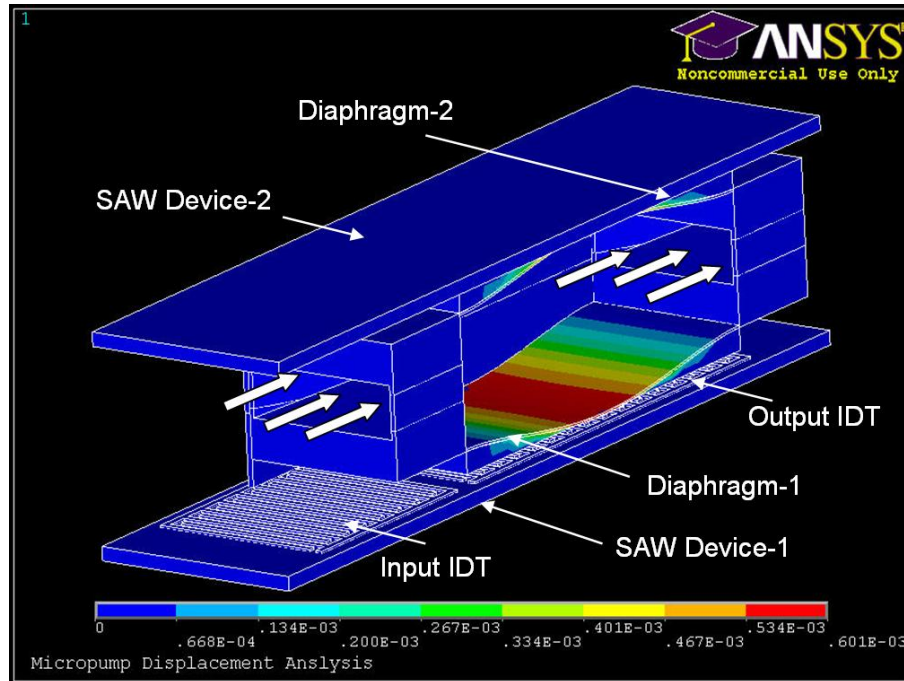 1
ANSYS
Noncommercial Use Only
Diaphragm-2
SAW Device-2
Output IDT
Diaphragm-1
SAW Device-1
Input IDT
0 .134E-03 .267E-03 .401E-03 .534E-03
.668E-04 .200E-03 .334E-03 .467E-03 .601E-03
Micropump Displacement Anslysis